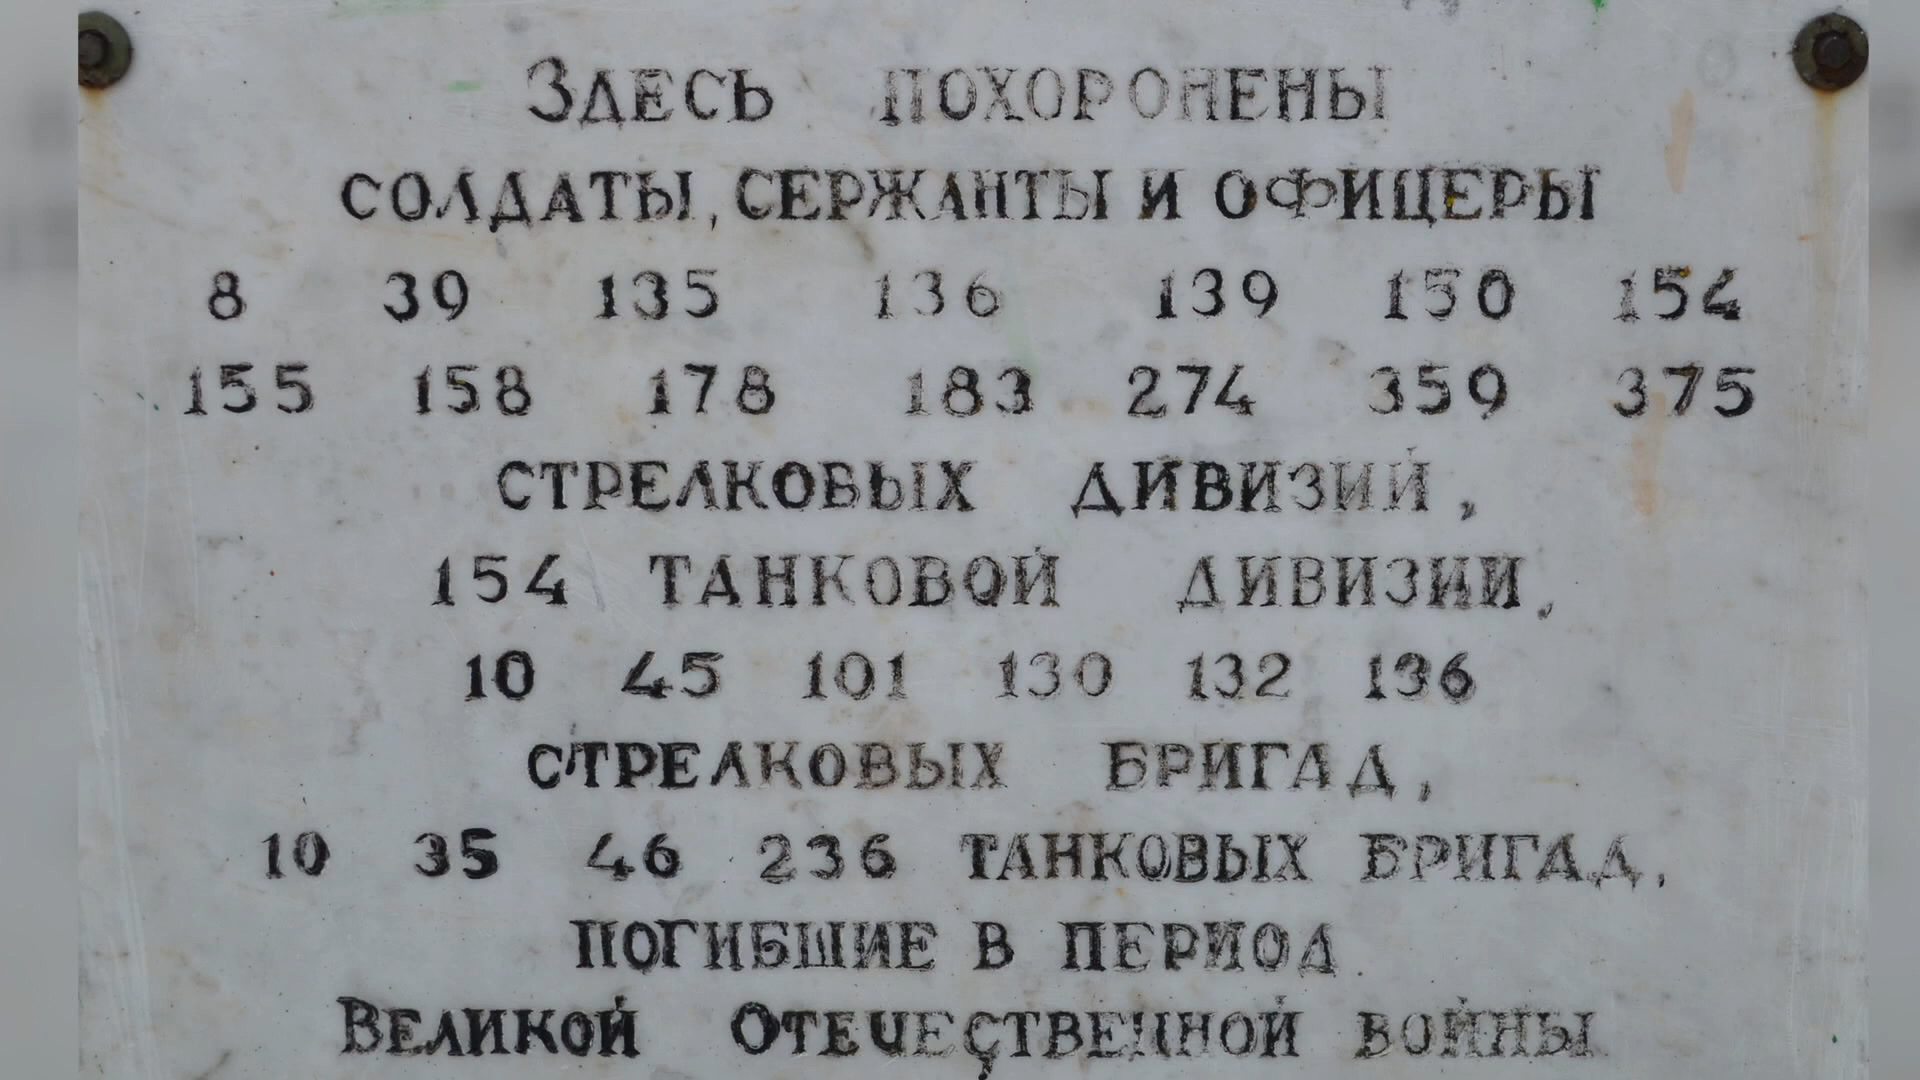 Здесь похоронены
солдаты, сержанты и офицеры
8 39 135 136 139 150 154
155 158 178 183 274 359 375
стрелковых дивизий,
154 танковой дивизии,
10 45 101 130 132 136
стрелковых бригад,
10 35 46 236 танковых бригад,
погибшие в период
Великой Отечественной войны